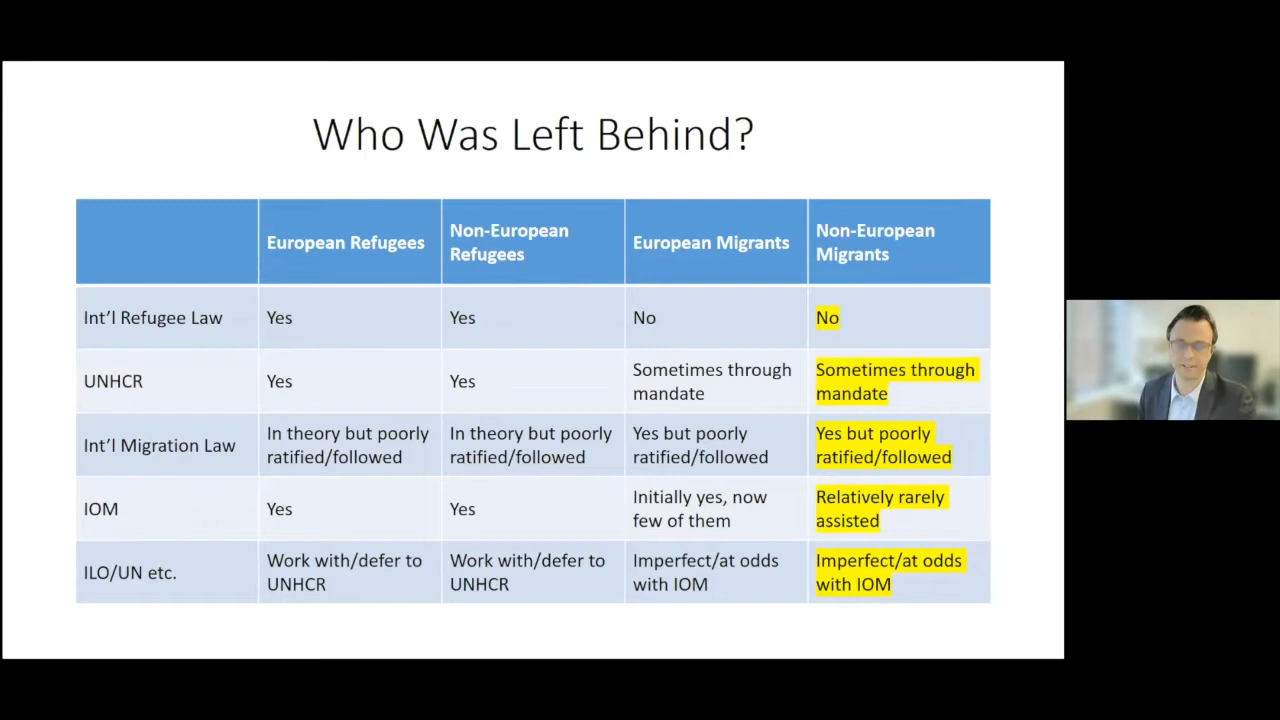 Who Was Left Behind?
European Refugees
Non-European
Refugees
European Migrants
Non-European
Migrants
Int'l Refugee Law
Yes
Yes
No
No
UNHCR
Yes
Yes
Sometimes through
mandate
Sometimes through
mandate
Int'l Migration Law
In theory but poorly
ratified/followed
In theory but poorly
ratified/followed
Yes but poorly
ratified/followed
Yes but poorly
ratified/followed
IOM
Yes
Yes
Initially yes, now
few of them
Relatively rarely
assisted
ILO/UN etc.
Work with/defer to
UNHCR
Work with/defer to
UNHCR
Imperfect/at odds
with IOM
Imperfect/at odds
with IOM